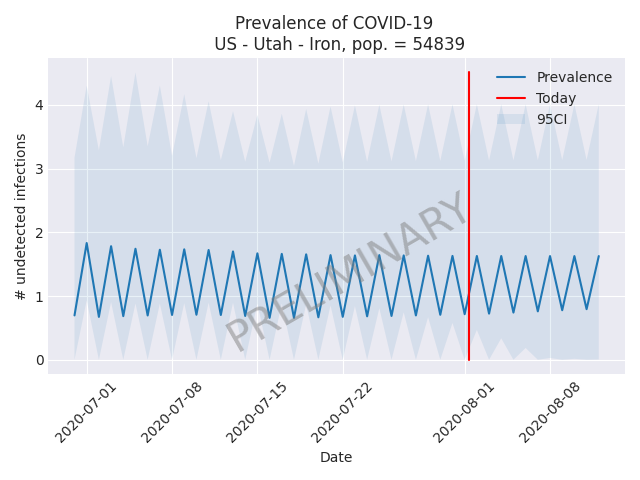 Prevalence of COVID-19
US - Utah - Iron, pop. = 54839
Prevalence
Today
95CI
# undetected infections
4
3
2
1
0
PRELIMINARY
2020-07-01
2020-07-08
2020-07-15
2020-07-22
2020-08-01
2020-08-08
Date